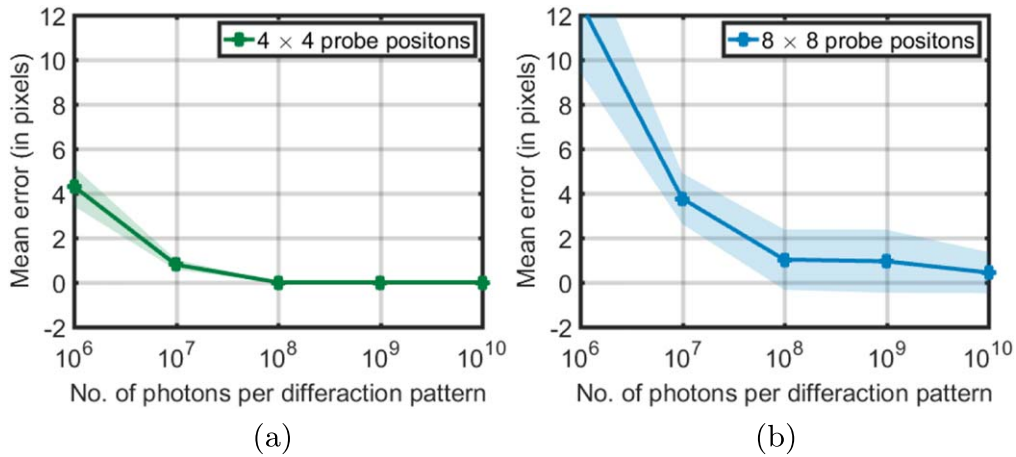 4 × 4 probe positons
12
10
8
6
4
2
0
-2
Mean error (in pixels)
10^6 10^7 10^8 10^9 10^10
No. of photons per differaction pattern
(a)
8 × 8 probe positons
12
10
8
6
4
2
0
-2
Mean error (in pixels)
10^6 10^7 10^8 10^9 10^10
No. of photons per differaction pattern
(b)